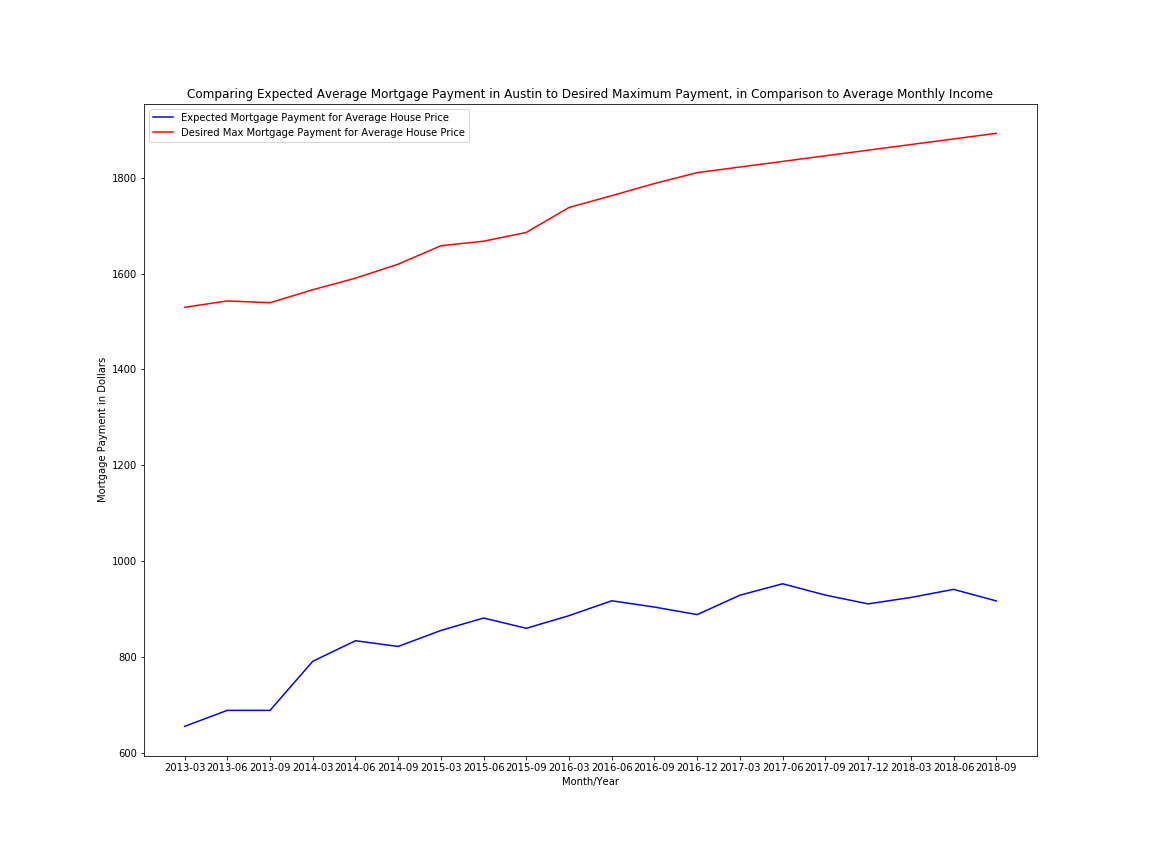 Comparing Expected Average Mortgage Payment in Austin to Desired Maximum Payment, in Comparison to Average Monthly Income
Expected Mortgage Payment for Average House Price
Desired Max Mortgage Payment for Average House Price
Mortgage Payment in Dollars
1800
1600
1400
1200
1000
800
600
2013-03 2013-06 2013-09 2014-03 2014-06 2014-09 2015-03 2015-06 2015-09 2016-03 2016-06 2016-09 2016-12 2017-03 2017-06 2017-09 2017-12 2018-03 2018-06 2018-09
Month/Year